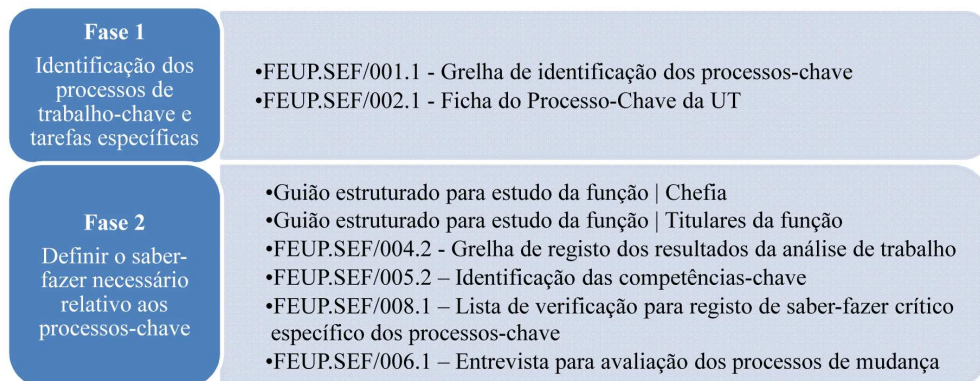 Fase 1
Identificação dos
processos de
trabalho-chave e
tarefas específicas
•FEUP.SEF/001.1 - Grelha de identificação dos processos-chave
•FEUP.SEF/002.1 - Ficha do Processo-Chave da UT
Fase 2
Definir o saber-
fazer necessário
relativo aos
processos-chave
•Guião estruturado para estudo da função | Chefia
•Guião estruturado para estudo da função | Titulares da função
•FEUP.SEF/004.2 - Grelha de registo dos resultados da análise de trabalho
•FEUP.SEF/005.2 – Identificação das competências-chave
•FEUP.SEF/008.1 – Lista de verificação para registo de saber-fazer crítico
específico dos processos-chave
•FEUP.SEF/006.1 – Entrevista para avaliação dos processos de mudança